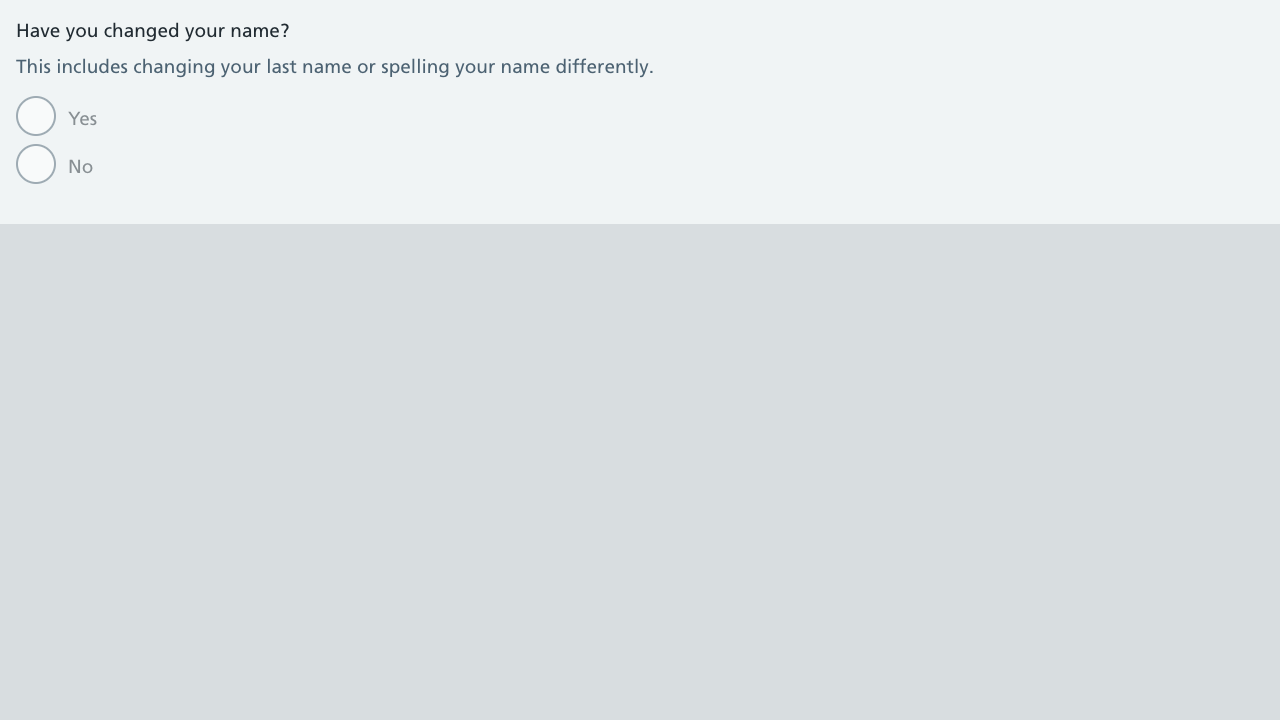 Have you changed your name?
This includes changing your last name or spelling your name differently.
Yes
No